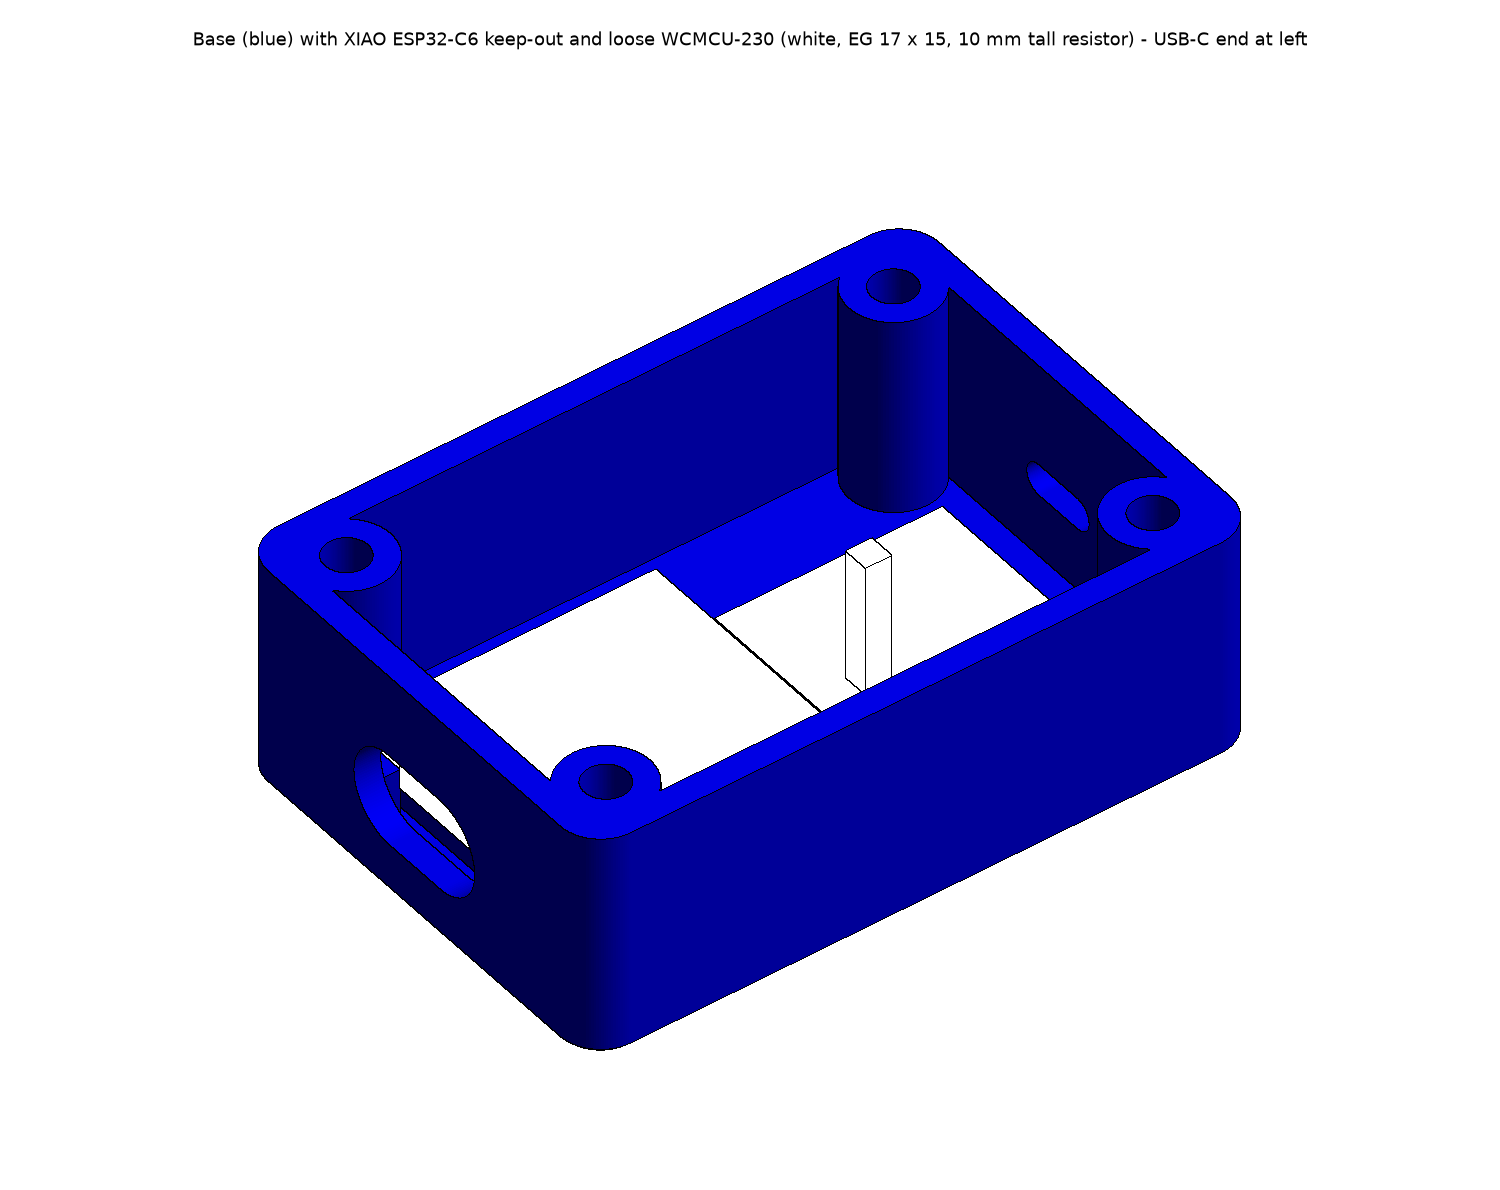 Base (blue) with XIAO ESP32-C6 keep-out and loose WCMCU-230 (white, EG 17 x 15, 10 mm tall resistor) - USB-C end at left